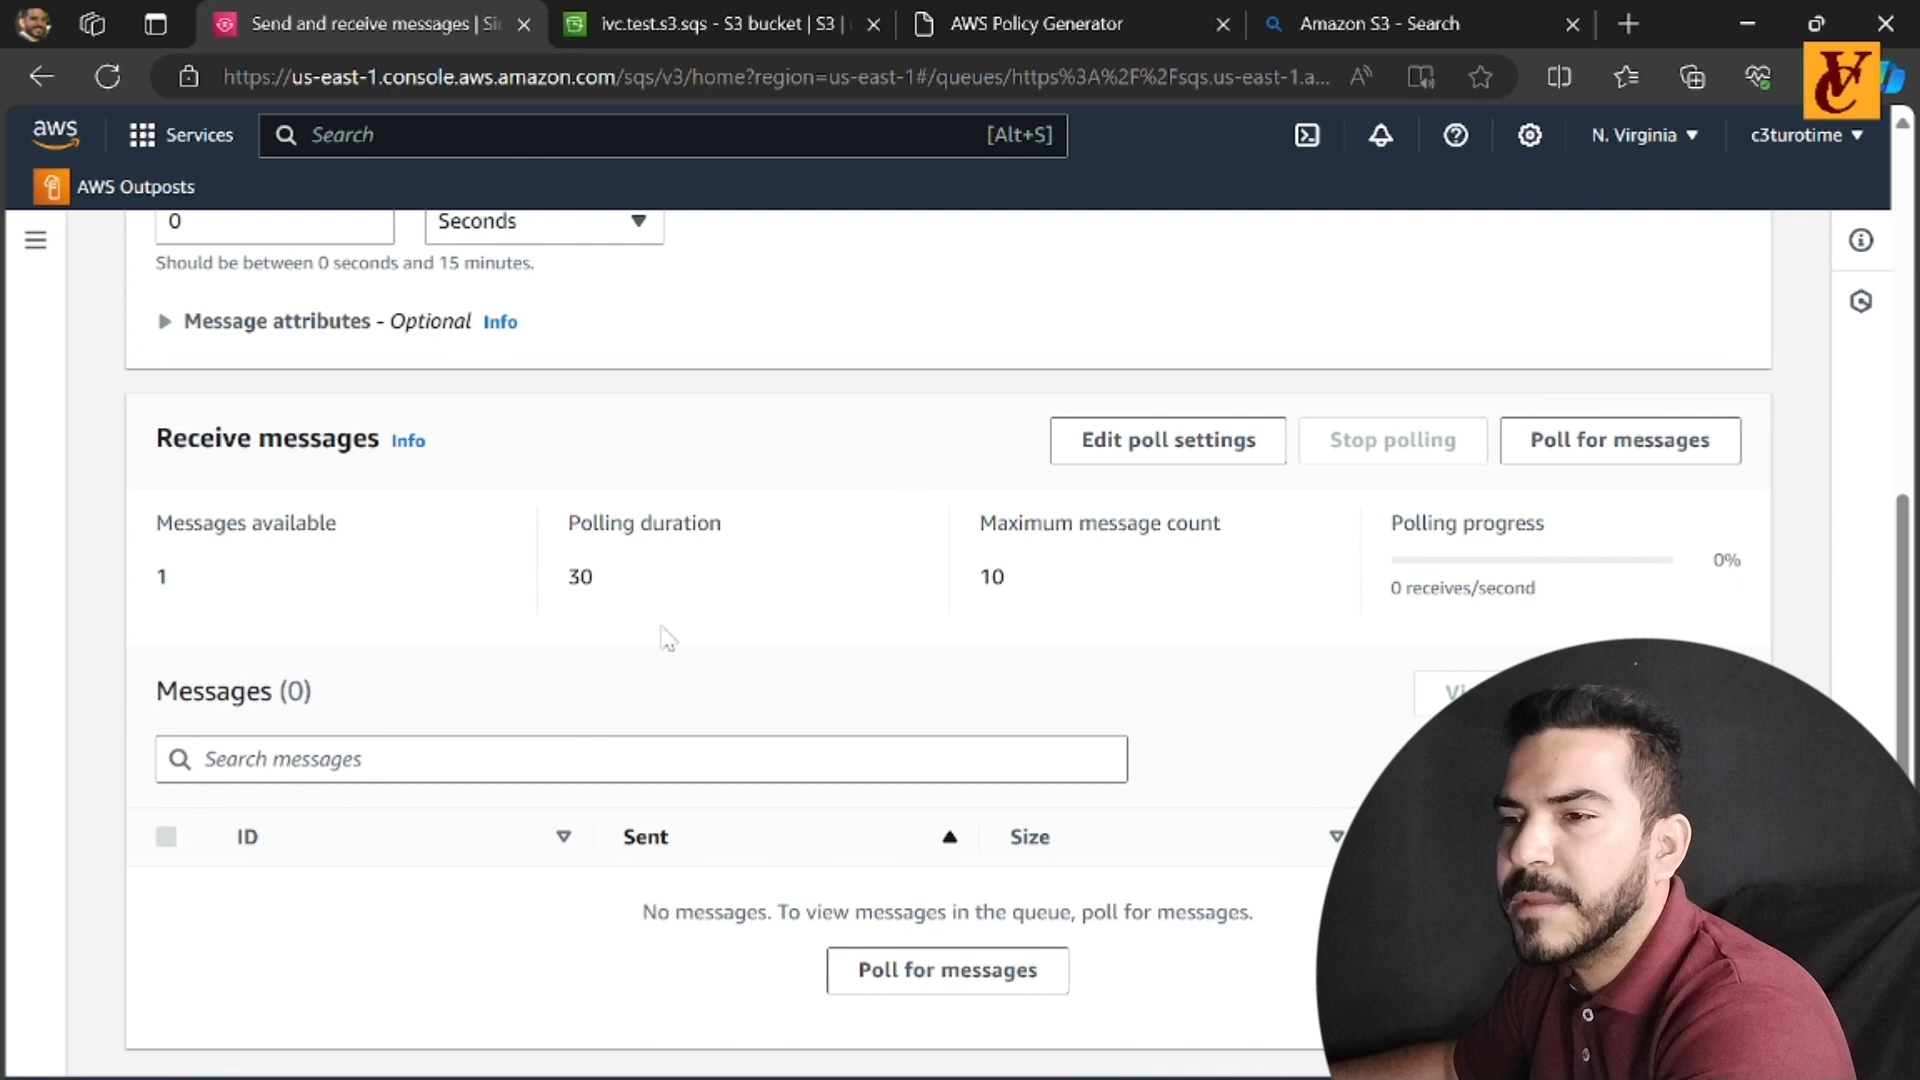 Send and receive messages | Si
ivc.test.s3.sqs - S3 bucket | S3 |
AWS Policy Generator
Amazon S3 - Search
https://us-east-1.console.aws.amazon.com/sqs/v3/home?region=us-east-1#/queues/https%3A%2F%2Fsqs.us-east-1.a...
VC
aws
Services
Search
[Alt+S]
N. Virginia
c3turotime
AWS Outposts
0
Seconds
Should be between 0 seconds and 15 minutes.
Message attributes - Optional Info
Receive messages Info
Edit poll settings
Stop polling
Poll for messages
Messages available
Polling duration
Maximum message count
Polling progress
1
30
10
0%
0 receives/second
Messages (0)
Search messages
ID
Sent
Size
No messages. To view messages in the queue, poll for messages.
Poll for messages